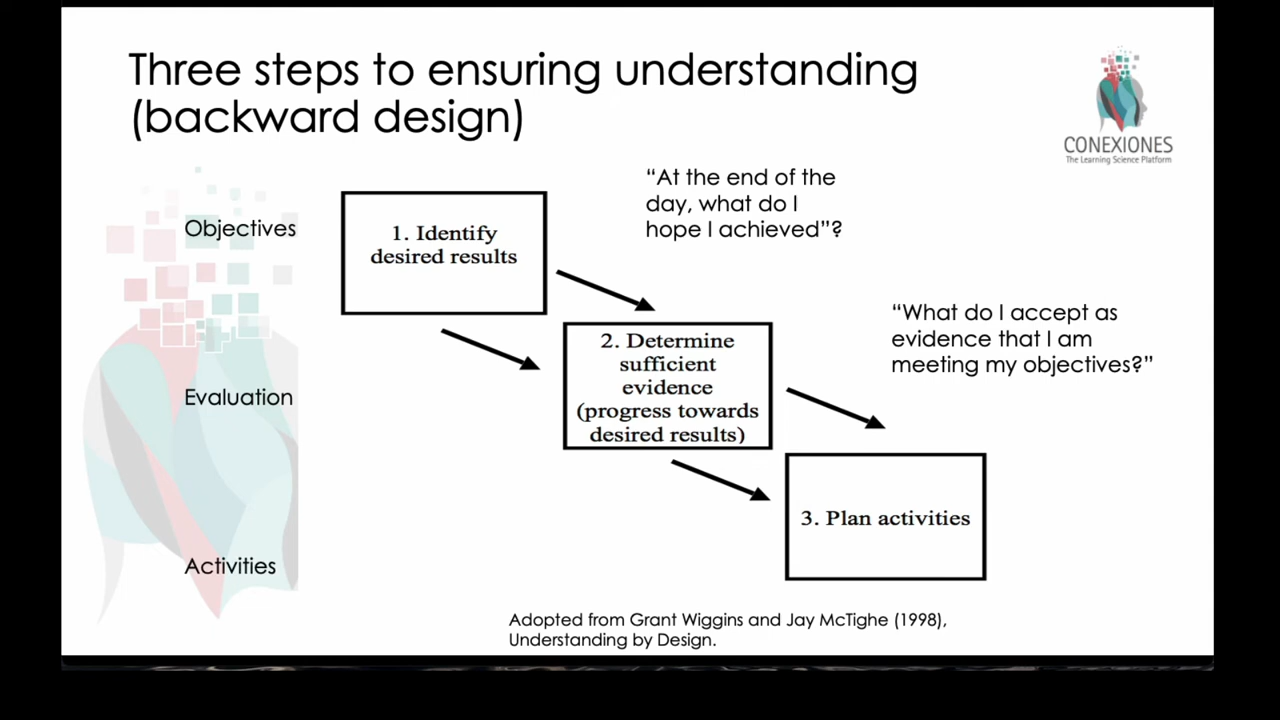 Three steps to ensuring understanding
(backward design)
CONEXIONES
The Learning Science Platform
Objectives
1. Identify
desired results
“At the end of the
day, what do I
hope I achieved”?
2. Determine
sufficient
evidence
(progress towards
desired results)
“What do I accept as
evidence that I am
meeting my objectives?”
Evaluation
3. Plan activities
Activities
Adopted from Grant Wiggins and Jay McTighe (1998),
Understanding by Design.